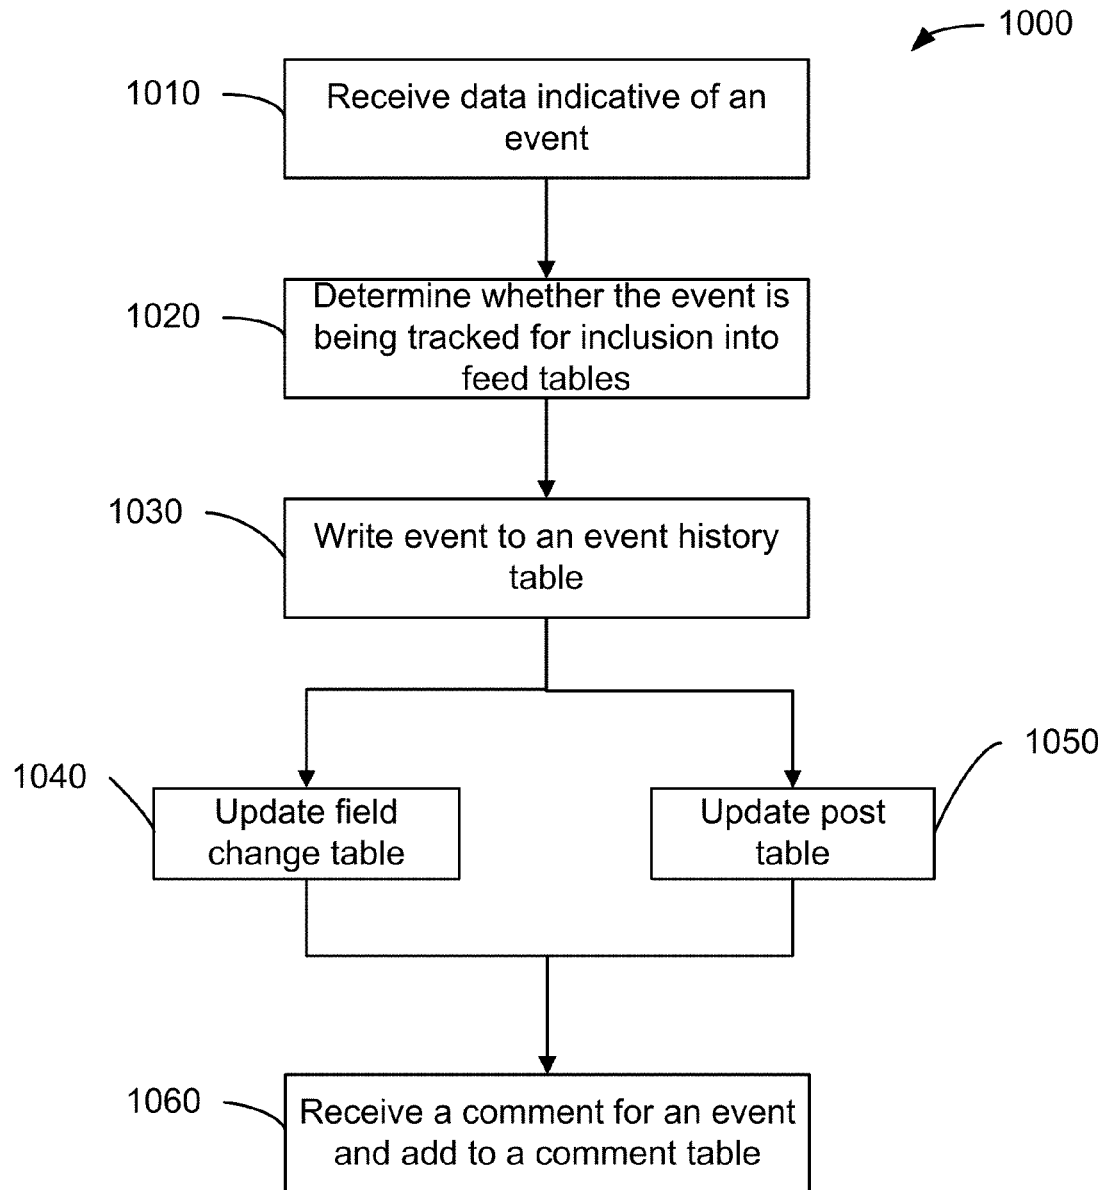 1000
1010
Receive data indicative of an
event
1020
Determine whether the event is
being tracked for inclusion into
feed tables
1030
Write event to an event history
table
1040
Update field
change table
1050
Update post
table
1060
Receive a comment for an event
and add to a comment table